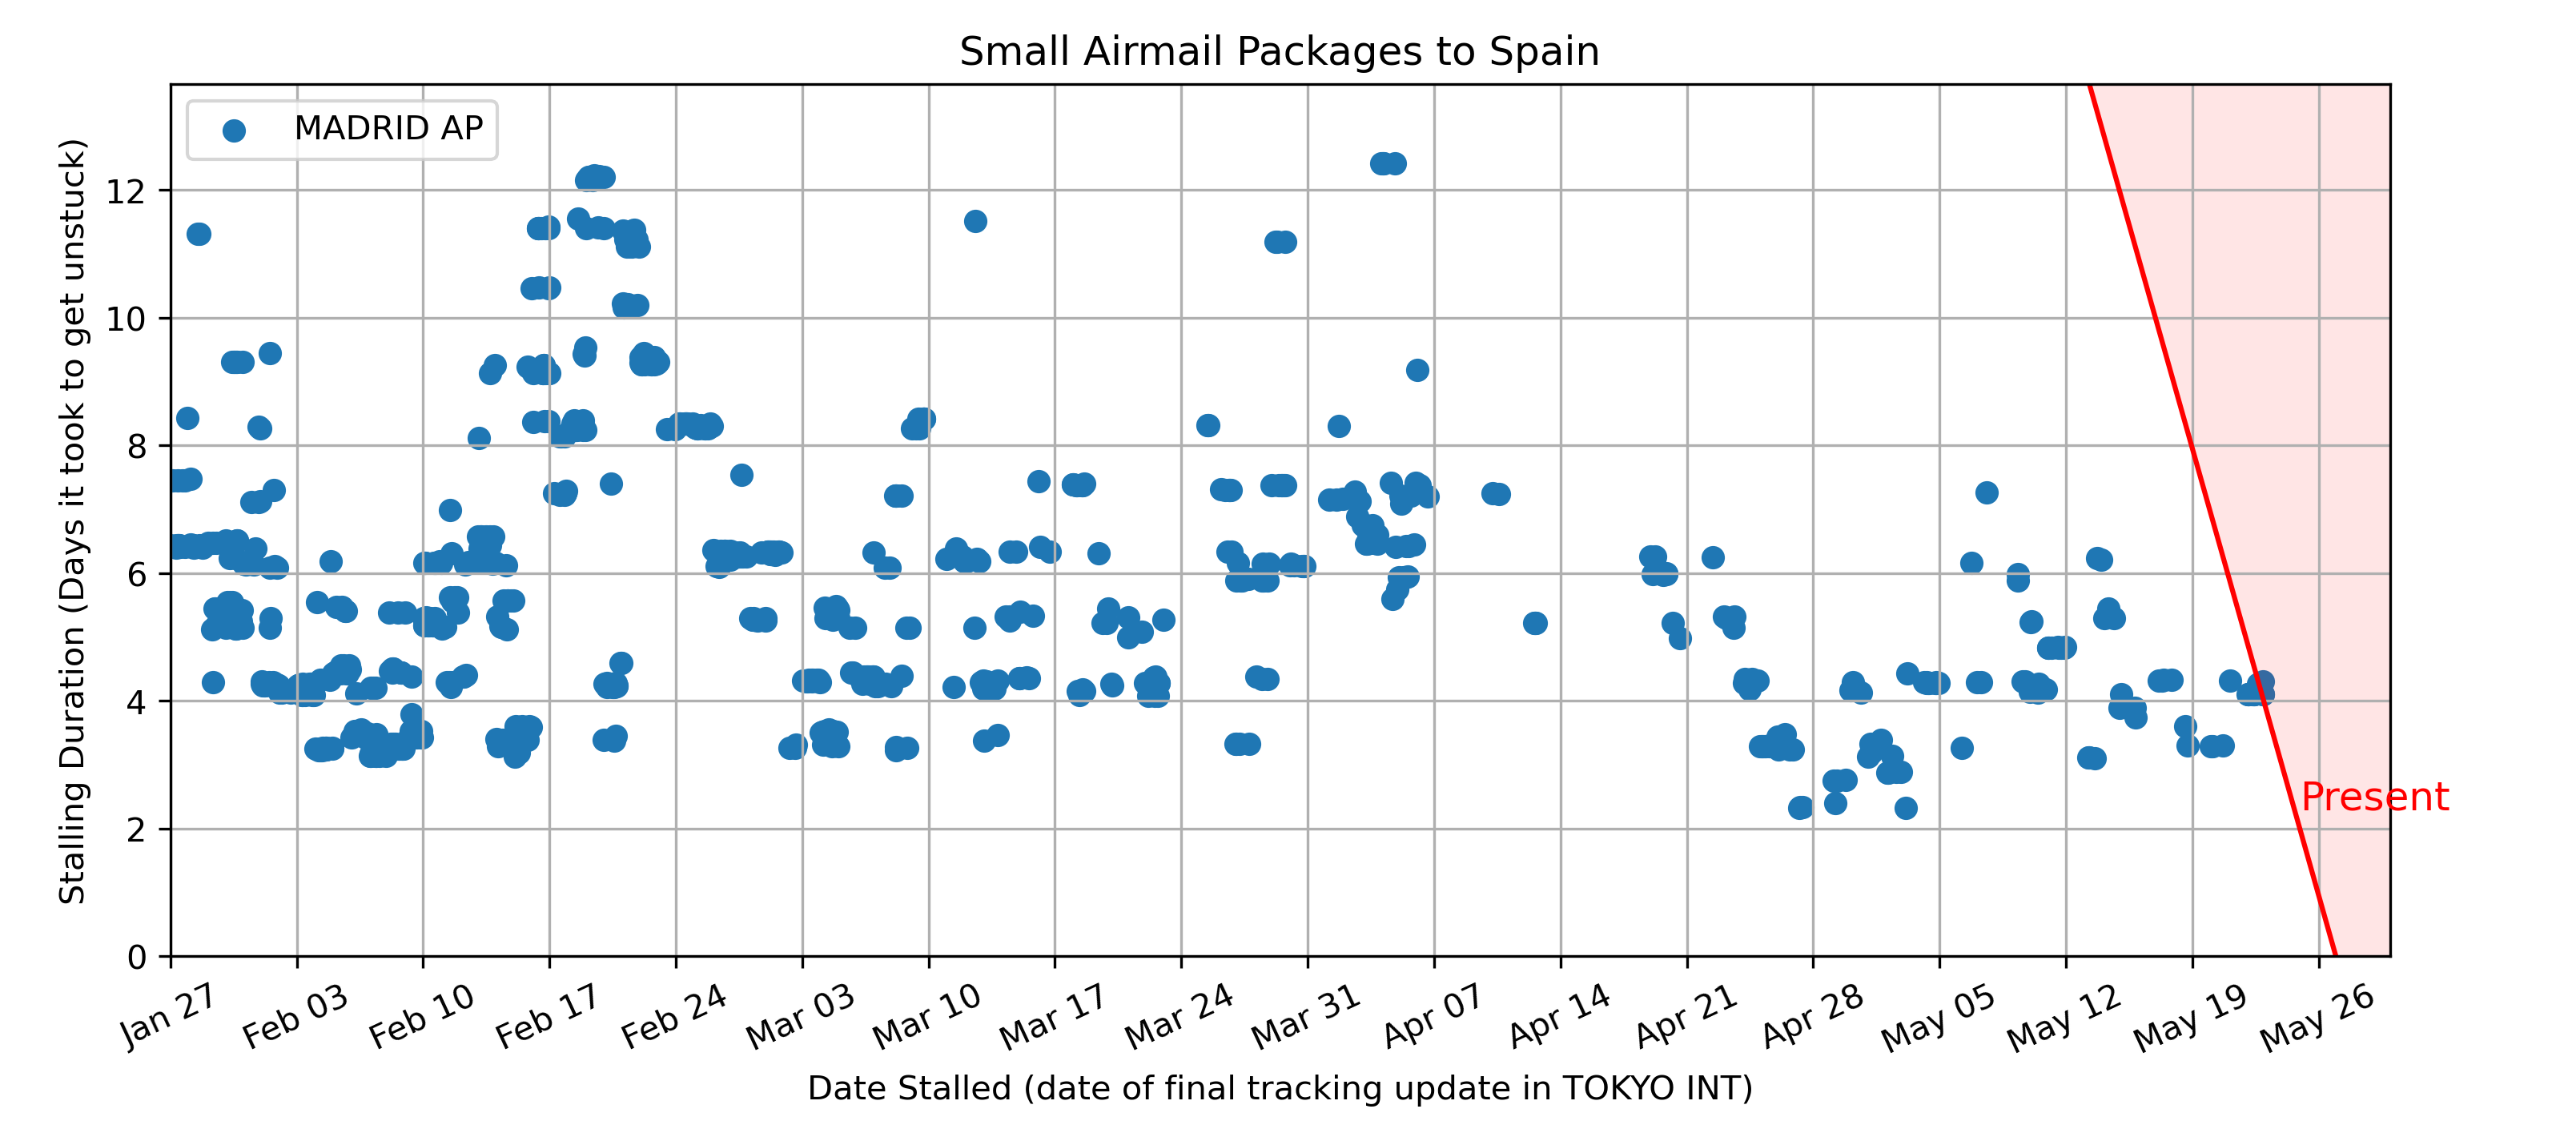 Small Airmail Packages to Spain
MADRID AP
Stalling Duration (Days it took to get unstuck)
12
10
8
6
4
2
0
Present
Jan 27
Feb 03
Feb 10
Feb 17
Feb 24
Mar 03
Mar 10
Mar 17
Mar 24
Mar 31
Apr 07
Apr 14
Apr 21
Apr 28
May 05
May 12
May 19
May 26
Date Stalled (date of final tracking update in TOKYO INT)